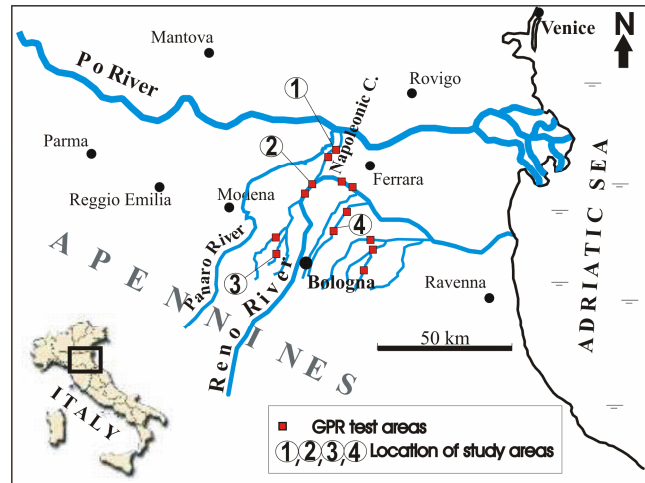 Venice
N
Mantova
Po River
Rovigo
1
Napoleonic C.
Parma
2
Ferrara
Reggio Emilia
Modena
4
Panaro River
3
Bologna
Reno River
Ravenna
APENNINES
ADRIATIC SEA
50 km
ITALY
GPR test areas
1,2,3,4 Location of study areas